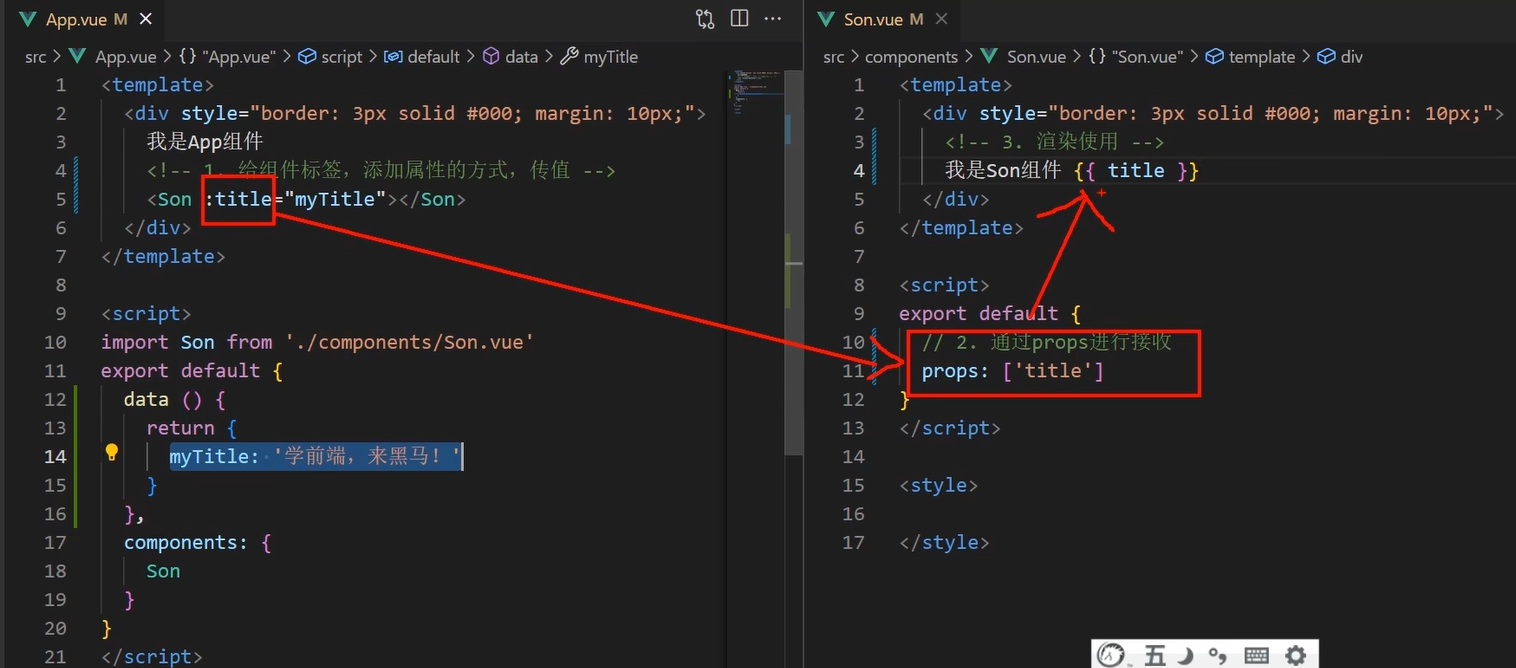 App.vue M
src > App.vue > {} "App.vue" > script > default > data > myTitle
1 <template>
2 <div style="border: 3px solid #000; margin: 10px;">
3 我是App组件
4 <!-- 1. 给组件标签，添加属性的方式，传值 -->
5 <Son :title="myTitle"></Son>
6 </div>
7 </template>
8
9 <script>
10 import Son from './components/Son.vue'
11 export default {
12 data () {
13 return {
14 myTitle: '学前端，来黑马！'
15 }
16 },
17 components: {
18 Son
19 }
20 }
21 </script>
Son.vue M
src > components > Son.vue > {} "Son.vue" > template > div
1 <template>
2 <div style="border: 3px solid #000; margin: 10px;">
3 <!-- 3. 渲染使用 -->
4 我是Son组件 {{ title }}
5 </div>
6 </template>
7
8 <script>
9 export default {
10 // 2. 通过props进行接收
11 props: ['title']
12 }
13 </script>
14
15 <style>
16
17 </style>
五